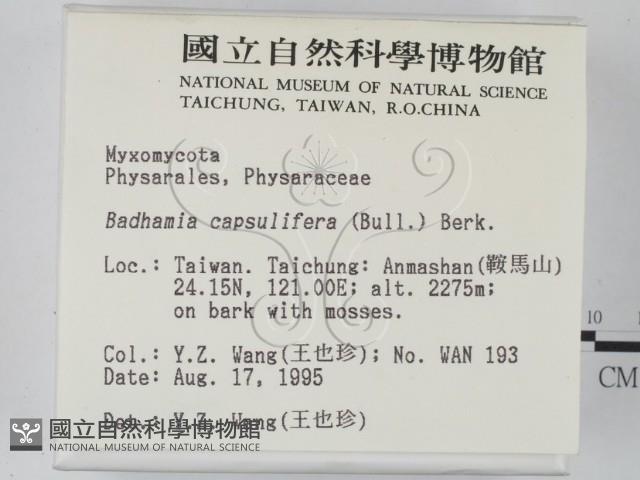 國立自然科學博物館
NATIONAL MUSEUM OF NATURAL SCIENCE
TAICHUNG, TAIWAN, R.O.CHINA
Myxomycota
Physarales, Physaraceae
Badhamia capsulifera (Bull.) Berk.
Loc.: Taiwan. Taichung: Anmashan(鞍馬山)
24.15N, 121.00E; alt. 2275m;
on bark with mosses.
Col.: Y.Z. Wang(王也珍); No. WAN 193
Date: Aug. 17, 1995
Det.: Y.Z. Wang(王也珍)
國立自然科學博物館
NATIONAL MUSEUM OF NATURAL SCIENCE
10
CM